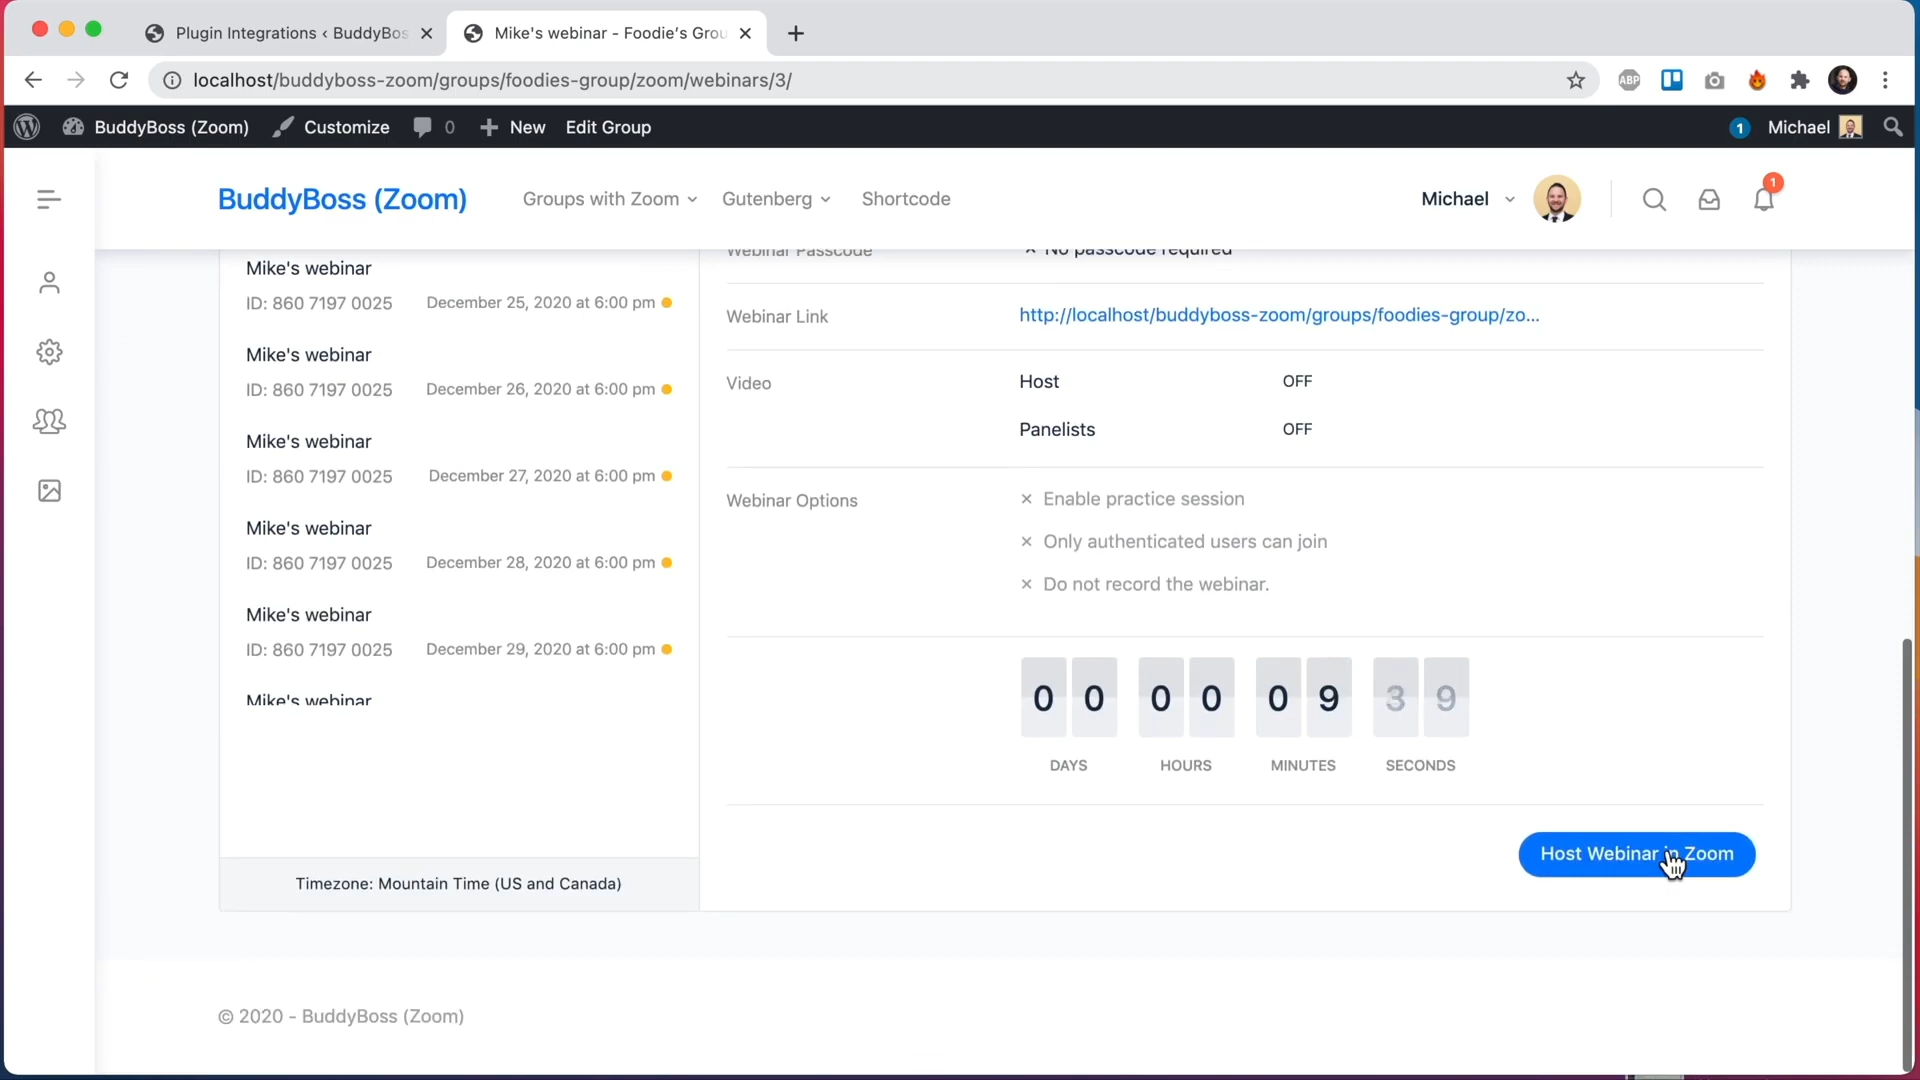 Plugin Integrations ‹ BuddyBos
Mike's webinar - Foodie's Grou
localhost/buddyboss-zoom/groups/foodies-group/zoom/webinars/3/
ABP
BuddyBoss (Zoom)
Customize
0
New
Edit Group
1
Michael
BuddyBoss (Zoom)
Groups with Zoom
Gutenberg
Shortcode
Michael
1
Mike's webinar
ID: 860 7197 0025
December 25, 2020 at 6:00 pm
Mike's webinar
ID: 860 7197 0025
December 26, 2020 at 6:00 pm
Mike's webinar
ID: 860 7197 0025
December 27, 2020 at 6:00 pm
Mike's webinar
ID: 860 7197 0025
December 28, 2020 at 6:00 pm
Mike's webinar
ID: 860 7197 0025
December 29, 2020 at 6:00 pm
Mike's webinar
Timezone: Mountain Time (US and Canada)
Webinar Passcode
× No passcode required
Webinar Link
http://localhost/buddyboss-zoom/groups/foodies-group/zo...
Video
Host
OFF
Panelists
OFF
Webinar Options
× Enable practice session
× Only authenticated users can join
× Do not record the webinar.
0 0 0 0 0 9 3 9
DAYS HOURS MINUTES SECONDS
Host Webinar in Zoom
© 2020 - BuddyBoss (Zoom)